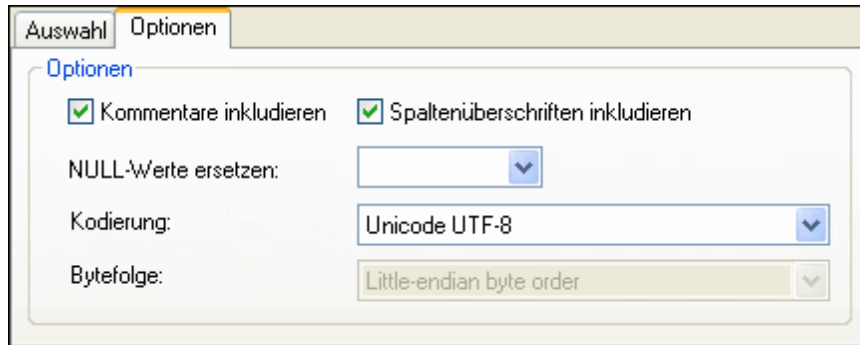 Auswahl Optionen
Optionen
Kommentare inkludieren Spaltenüberschriften inkludieren
NULL-Werte ersetzen:
Kodierung: Unicode UTF-8
Bytefolge: Little-endian byte order